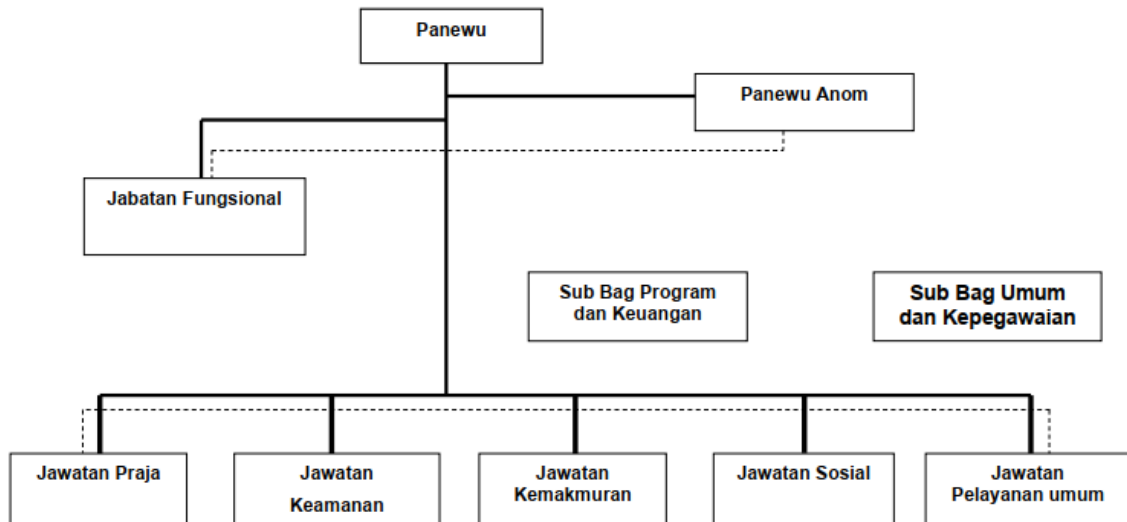 Panewu
Panewu Anom
Jabatan Fungsional
Sub Bag Program
dan Keuangan
Sub Bag Umum
dan Kepegawaian
Jawatan Praja
Jawatan
Keamanan
Jawatan
Kemakmuran
Jawatan Sosial
Jawatan
Pelayanan umum